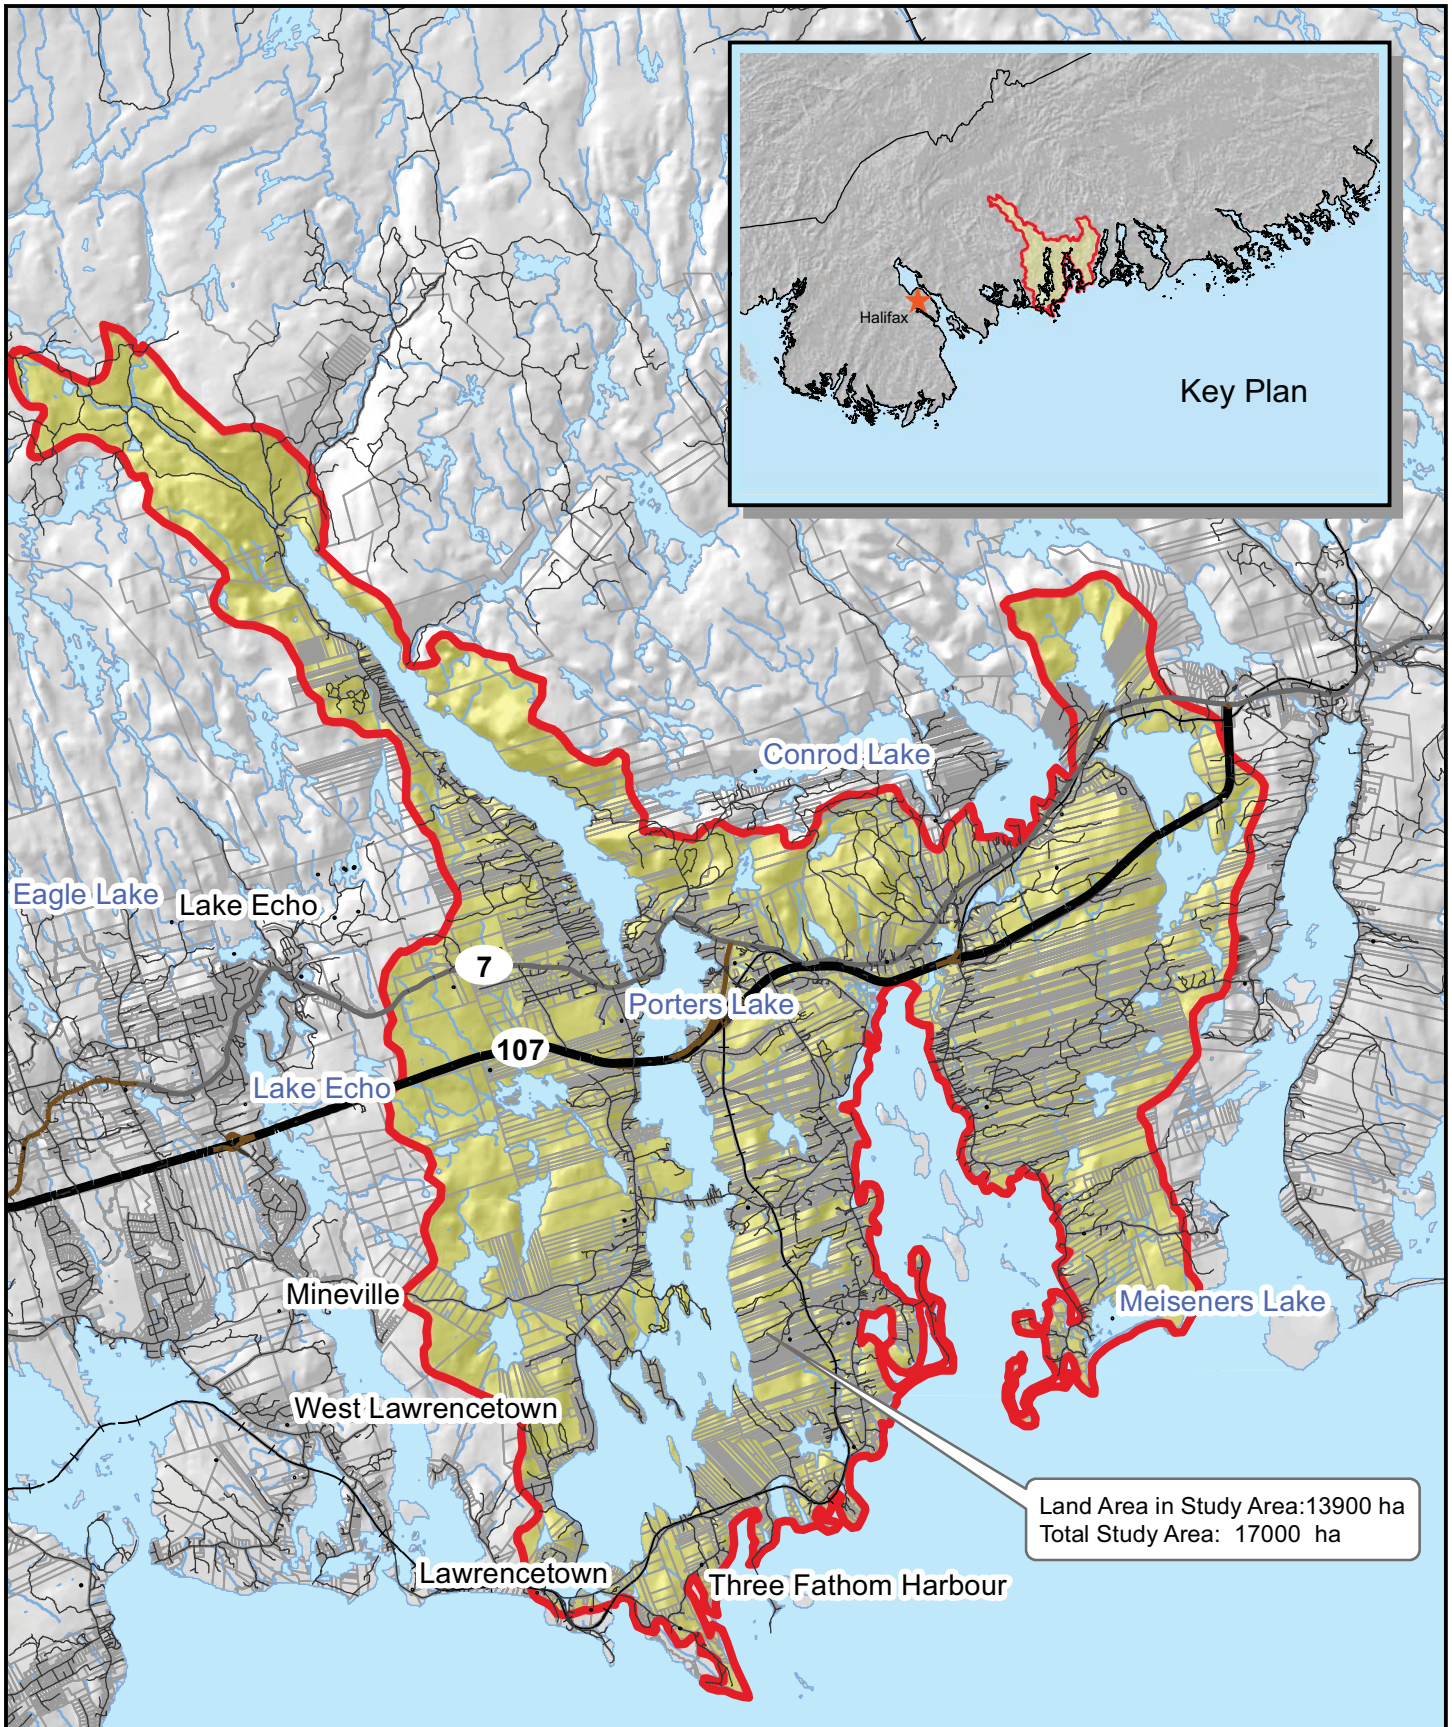 Halifax
Key Plan
Conrod Lake
Eagle Lake
Lake Echo
7
Porters Lake
107
Lake Echo
Mineville
Meiseners Lake
West Lawrencetown
Land Area in Study Area:13900 ha
Total Study Area: 17000 ha
Lawrencetown
Three Fathom Harbour